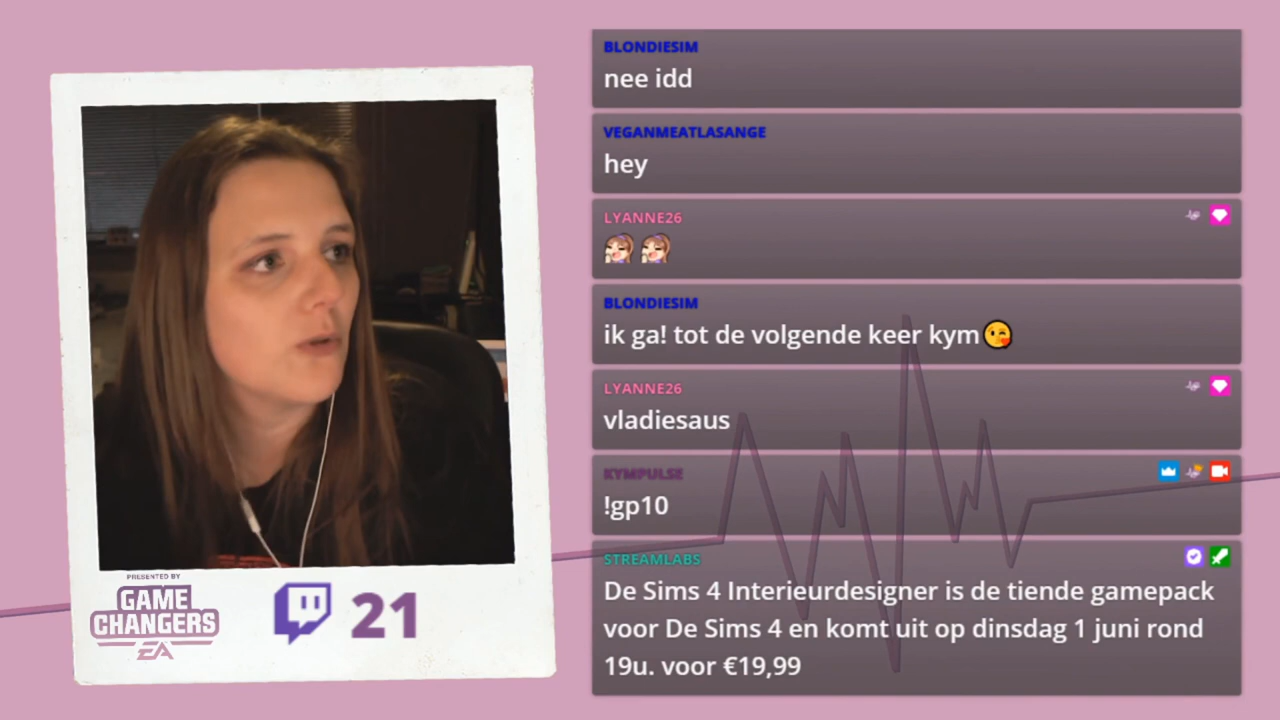 BLONDIESIM
nee idd
VEGANMEATLASANGE
hey
LYANNE26
BLONDIESIM
ik ga! tot de volgende keer kym😘
LYANNE26
vladiesaus
KYMPULSE
!gp10
STREAMLABS
De Sims 4 Interieurdesigner is de tiende gamepack
voor De Sims 4 en komt uit op dinsdag 1 juni rond
19u. voor €19,99
PRESENTED BY
GAME
CHANGERS
EA
21